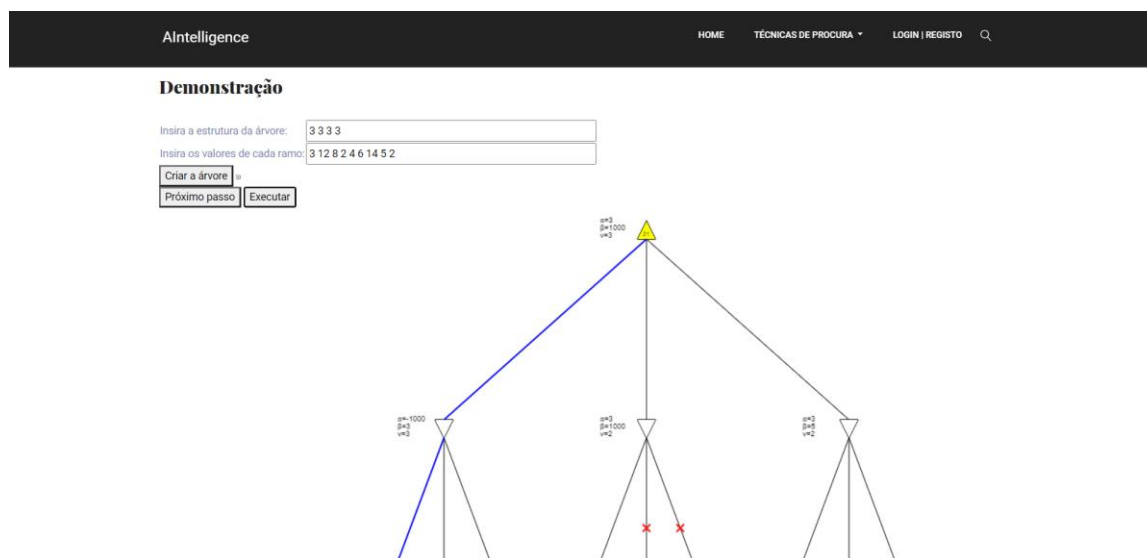 AIntelligence HOME TÉCNICAS DE PROCURA LOGIN | REGISTO
Demonstração
Insira a estrutura da árvore: 3 3 3 3
Insira os valores de cada ramo: 3 12 8 2 4 6 14 5 2
Criar a árvore
Próximo passo Executar
α=3
β=1000
v=3
α=-1000
β=3
v=3
α=3
β=1000
v=2
α=3
β=5
v=2